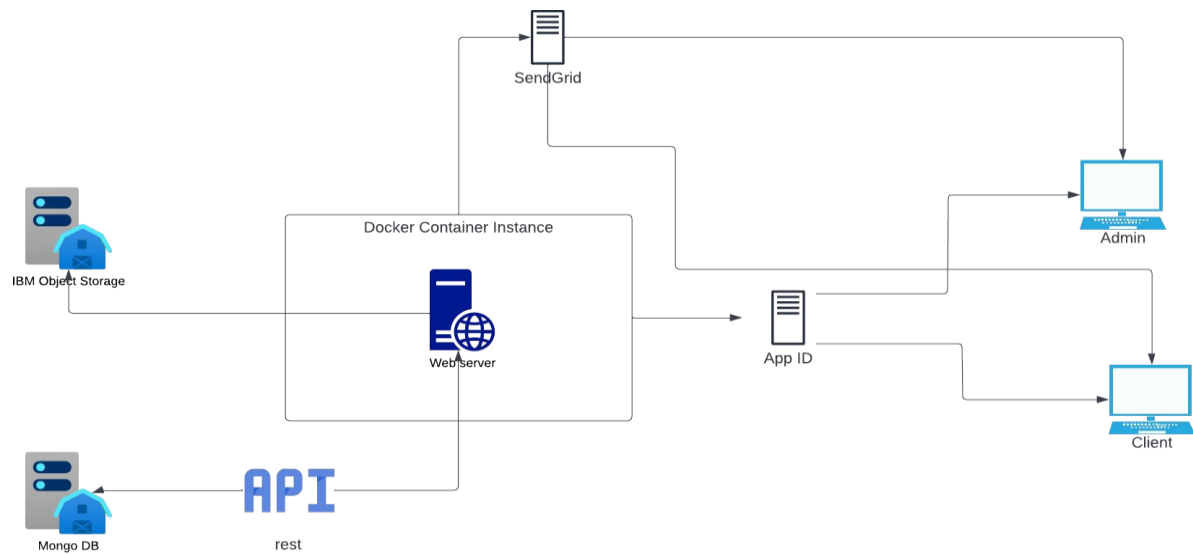 SendGrid
Docker Container Instance
Admin
IBM Object Storage
Web server
App ID
Client
API
Mongo DB
rest